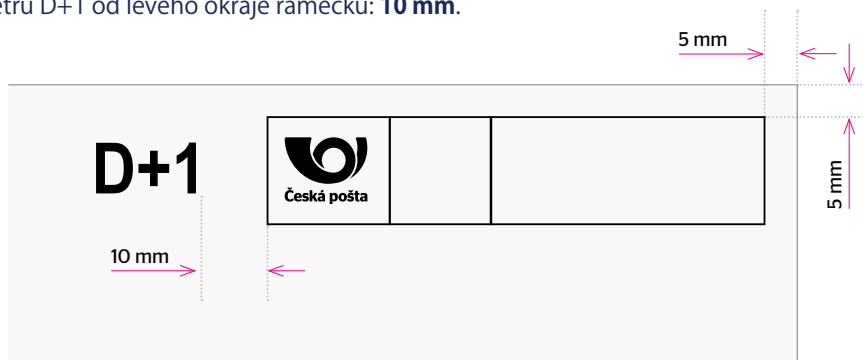 etru D+1 od levého okraje rámečku: 10 mm.
5 mm
D+1
Česká pošta
5 mm
10 mm